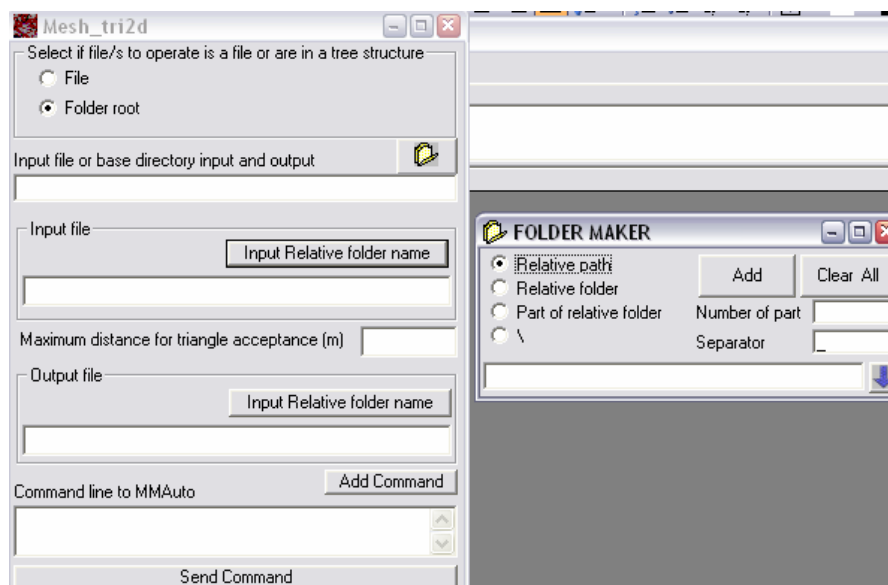 Mesh_tri2d
Select if file/s to operate is a file or are in a tree structure
File
Folder root
Input file or base directory input and output
Input file
Input Relative folder name
Maximum distance for triangle acceptance (m)
Output file
Input Relative folder name
Add Command
Command line to MMAuto
Send Command
FOLDER MAKER
Relative path
Relative folder
Part of relative folder
\
Add
Clear All
Number of part
Separator
_